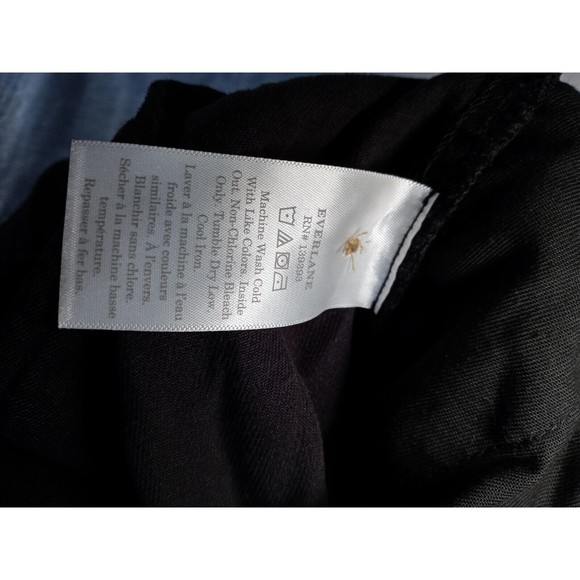 EVERLANE
RN# 139893
Machine Wash Cold
With Like Colors. Inside
Out. Non-Chlorine Bleach
Only. Tumble Dry Low.
Cool Iron.
Laver à la machine à l'eau
froide avec couleurs
similaires. À l'envers.
Blanchir sans chlore.
Sécher à la machine basse
température.
Repasser à fer bas.